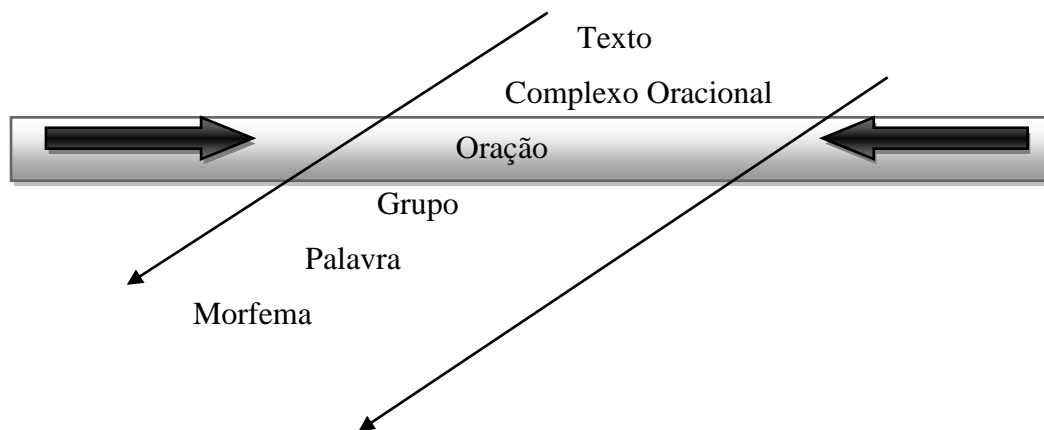 Texto
Complexo Oracional
Oração
Grupo
Palavra
Morfema